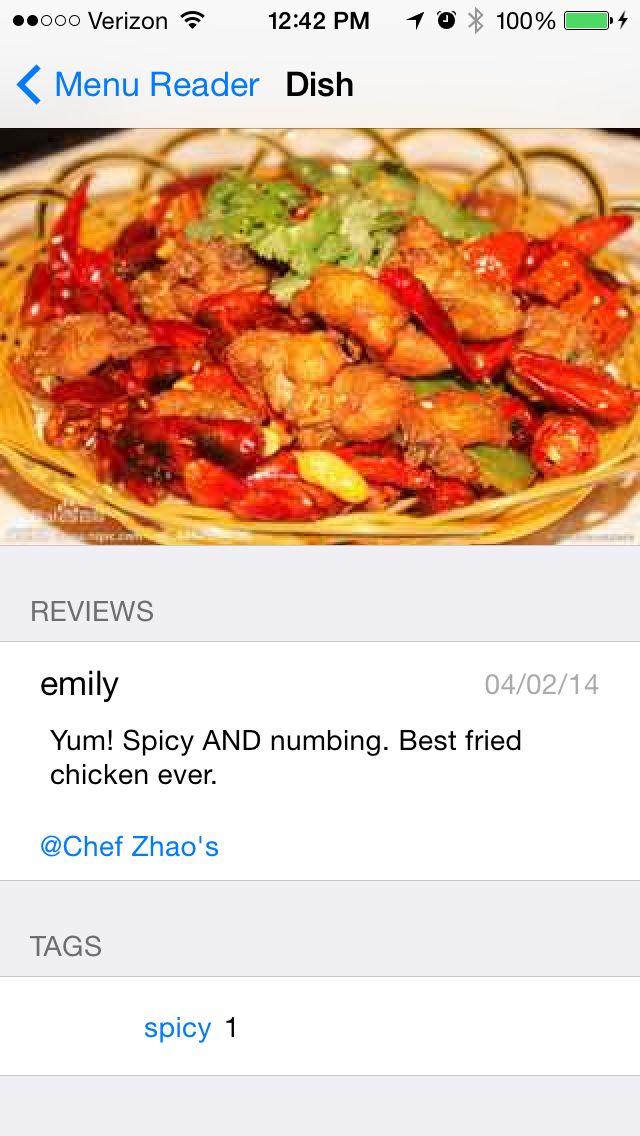 Verizon 12:42 PM 100%
Menu Reader Dish
REVIEWS
emily 04/02/14
Yum! Spicy AND numbing. Best fried
chicken ever.
@Chef Zhao's
TAGS
spicy 1